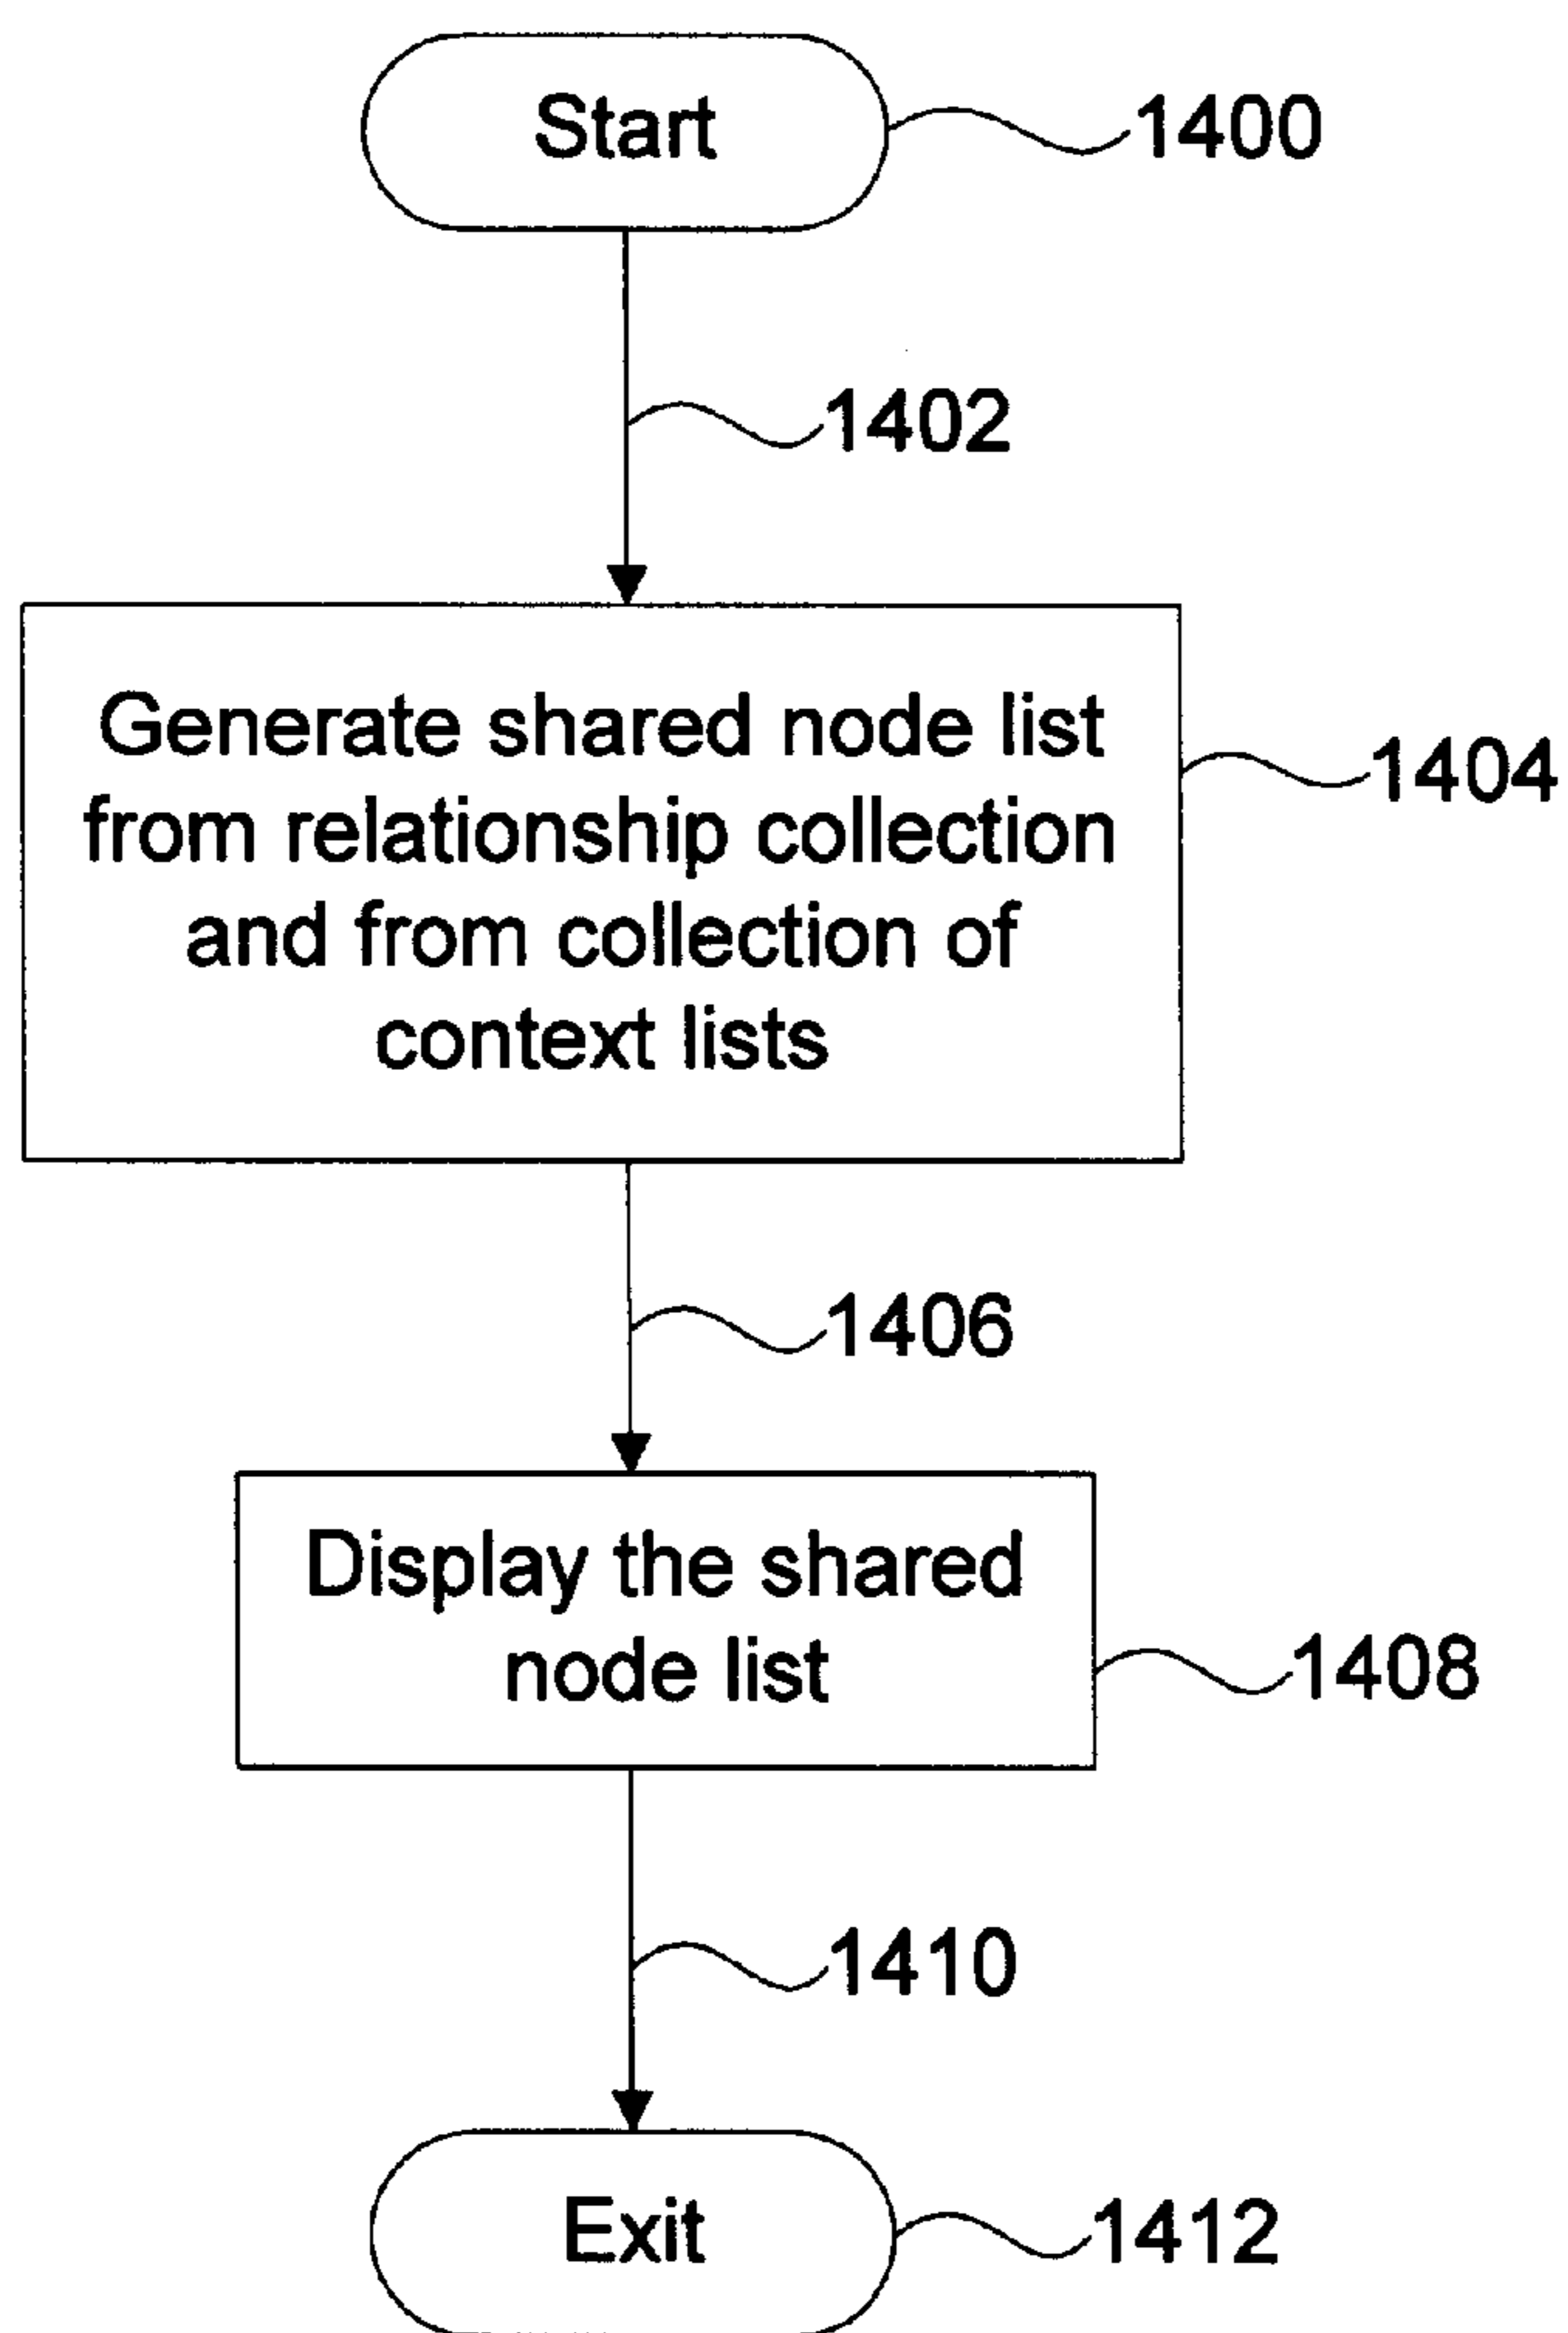 Start
1400
1402
Generate shared node list
from relationship collection
and from collection of
context lists
1404
1406
Display the shared
node list
1408
1410
Exit
1412